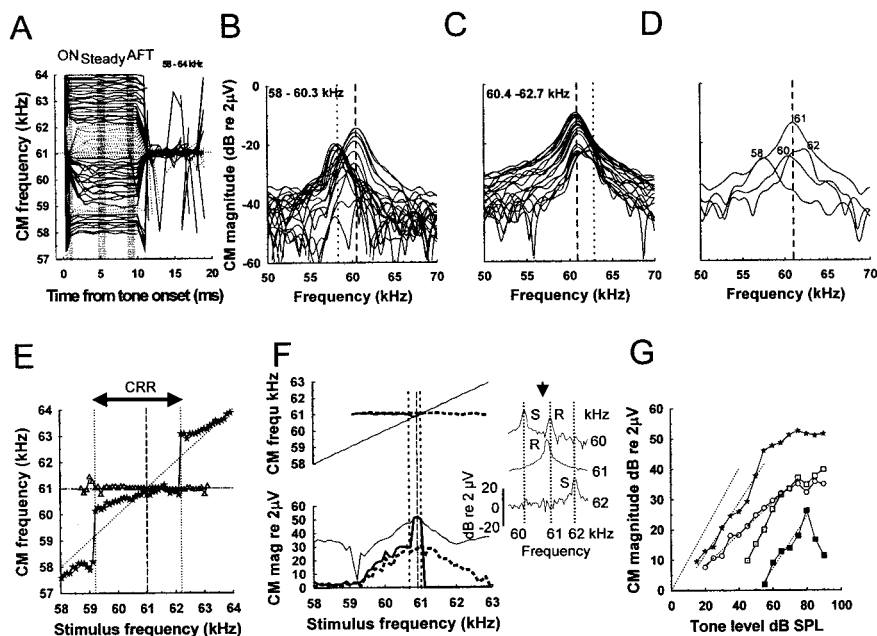 A
ON Steady AFT 58 - 64 kHz
CM frequency (kHz)
64
63
62
61
60
59
58
57
0 5 10 15 20
Time from tone onset (ms)
B
58 - 60.3 kHz
CM magnitude (dB re 2µV)
0
-20
-40
-60
50 60 70
Frequency (kHz)
C
60.4 -62.7 kHz
50 60 70
Frequency (kHz)
D
61
62
58
60
50 60 70
Frequency (kHz)
E
CRR
CM frequency (kHz)
64
63
62
61
60
59
58
57
58 59 60 61 62 63 64
Stimulus frequency (kHz)
F
CM frequ kHz
63
62
61
60
59
58
CM mag re 2µV
60
50
40
30
20
10
0
58 59 60 61 62 63
Stimulus frequency (kHz)
S R kHz
60
R
61
S
62
dB re 2 µV
20
0
-20
60 61 62 kHz
Frequency
G
CM magnitude dB re 2µV
60
50
40
30
20
10
0
0 20 40 60 80 100
Tone level dB SPL